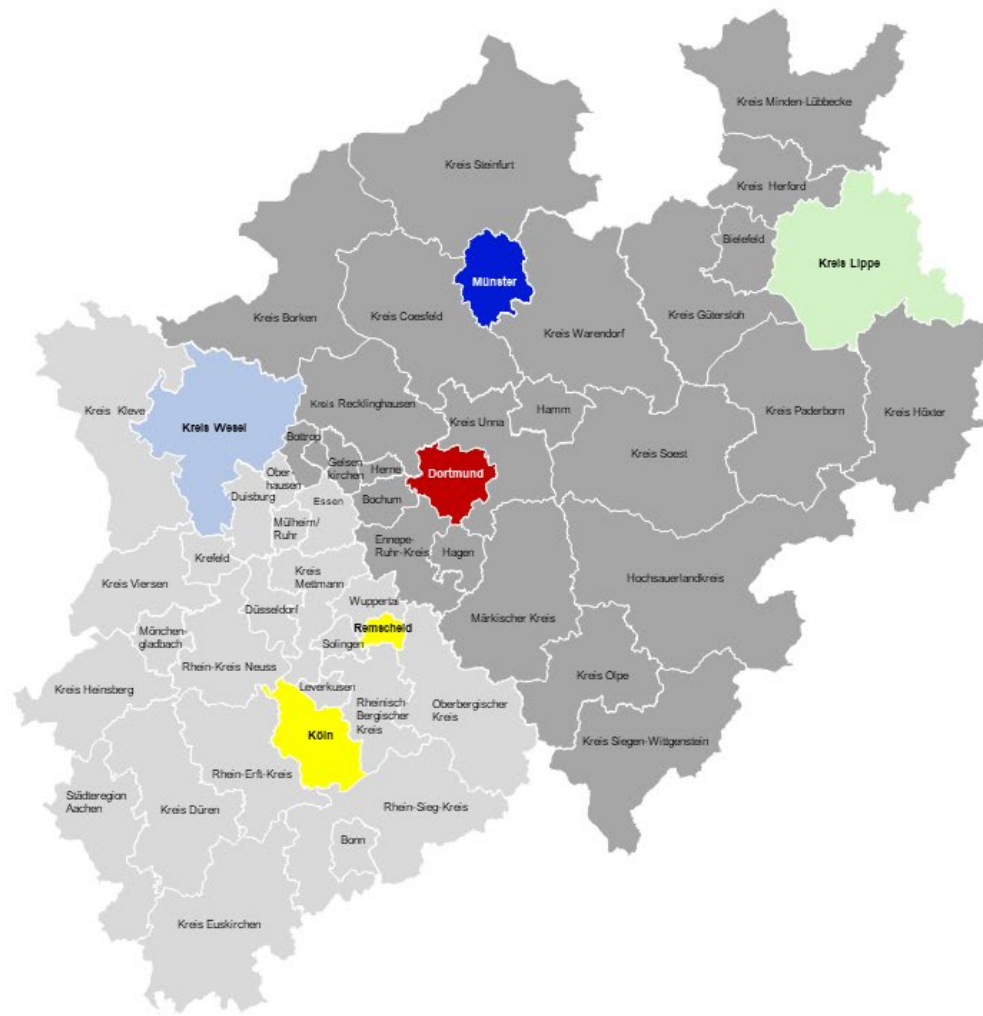 Kreis Minden-Lübbecke
Kreis Steinfurt
Kreis Herford
Bielefeld
Kreis Lippe
Münster
Kreis Borken
Kreis Coesfeld
Kreis Warendorf
Kreis Gütersloh
Kreis Kleve
Kreis Wesel
Kreis Recklinghausen
Kreis Unna
Hamm
Kreis Paderborn
Kreis Höxter
Bottrop
Gelsen
kirchen
Herne
Dortmund
Kreis Soest
Ober-
hausen
Duisburg
Essen
Bochum
Mülheim/
Ruhr
Ennepe-
Ruhr-Kreis
Hagen
Krefeld
Kreis Viersen
Kreis
Mettmann
Hochsauerlandkreis
Düsseldorf
Wuppertal
Märkischer Kreis
Mönchen-
gladbach
Remscheid
Solingen
Rhein-Kreis Neuss
Kreis Heinsberg
Leverkusen
Kreis Olpe
Rheinisch
Bergischer
Kreis
Oberbergischer
Kreis
Köln
Kreis Siegen-Wittgenstein
Rhein-Erft-Kreis
Städteregion
Aachen
Kreis Düren
Rhein-Sieg-Kreis
Bonn
Kreis Euskirchen